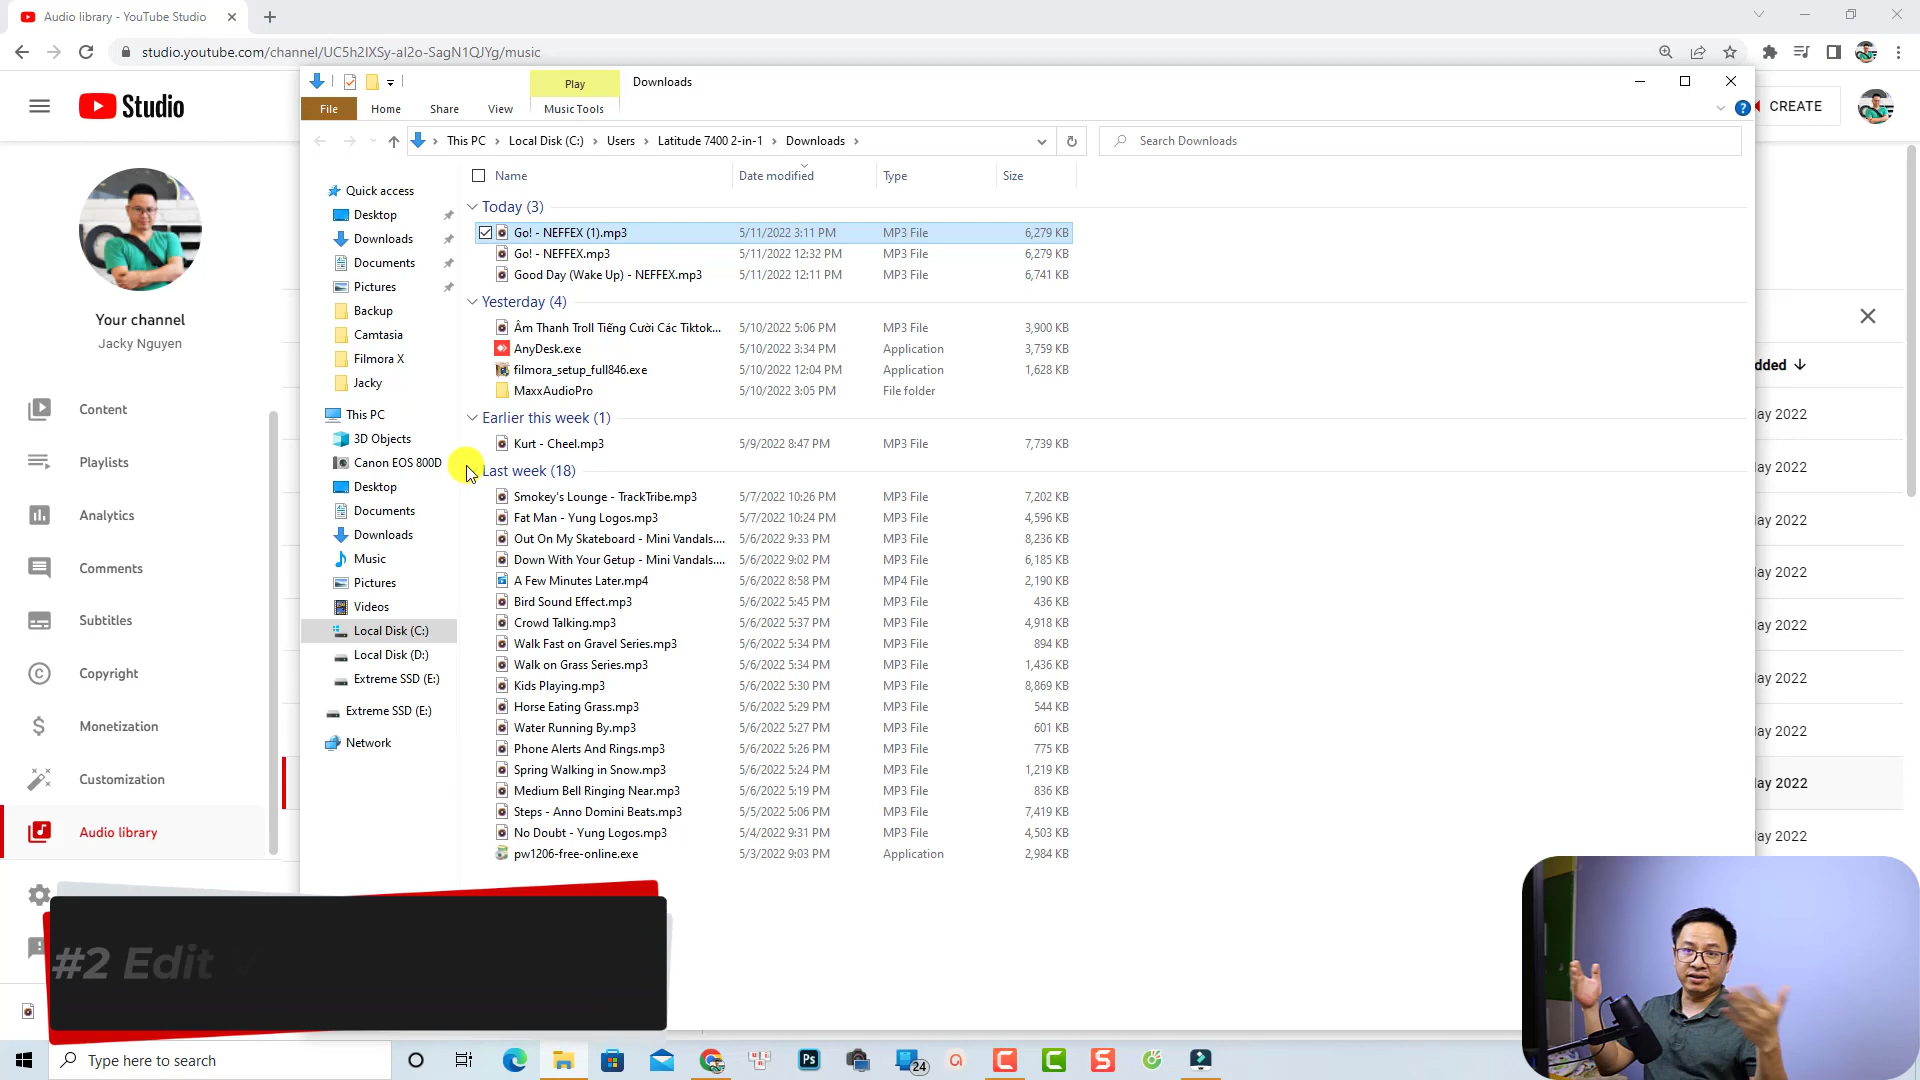 Audio library - YouTube Studio
studio.youtube.com/channel/UC5h2IXSy-aI2o-SagN1QJYg/music
Studio
CREATE
Play
Downloads
File
Home
Share
View
Music Tools
This PC
Local Disk (C:)
Users
Latitude 7400 2-in-1
Downloads
Search Downloads
Name
Date modified
Type
Size
Your channel
Jacky Nguyen
Content
Playlists
Analytics
Comments
Subtitles
Copyright
Monetization
Customization
Audio library
Quick access
Desktop
Downloads
Documents
Pictures
Backup
Camtasia
Filmora X
Jacky
This PC
3D Objects
Canon EOS 800D
Desktop
Documents
Downloads
Music
Pictures
Videos
Local Disk (C:)
Local Disk (D:)
Extreme SSD (E:)
Extreme SSD (E:)
Network
Today (3)
Go! - NEFFEX (1).mp3 5/11/2022 3:11 PM MP3 File 6,279 KB
Go! - NEFFEX.mp3 5/11/2022 12:32 PM MP3 File 6,279 KB
Good Day (Wake Up) - NEFFEX.mp3 5/11/2022 12:11 PM MP3 File 6,741 KB
Yesterday (4)
Âm Thanh Troll Tiếng Cười Các Tiktok... 5/10/2022 5:06 PM MP3 File 3,900 KB
AnyDesk.exe 5/10/2022 3:34 PM Application 3,759 KB
filmora_setup_full846.exe 5/10/2022 12:04 PM Application 1,628 KB
MaxxAudioPro 5/10/2022 3:05 PM File folder
Earlier this week (1)
Kurt - Cheel.mp3 5/9/2022 8:47 PM MP3 File 7,739 KB
Last week (18)
Smokey's Lounge - TrackTribe.mp3 5/7/2022 10:26 PM MP3 File 7,202 KB
Fat Man - Yung Logos.mp3 5/7/2022 10:24 PM MP3 File 4,596 KB
Out On My Skateboard - Mini Vandals.... 5/6/2022 9:33 PM MP3 File 8,236 KB
Down With Your Getup - Mini Vandals.... 5/6/2022 9:02 PM MP3 File 6,185 KB
A Few Minutes Later.mp4 5/6/2022 8:58 PM MP4 File 2,190 KB
Bird Sound Effect.mp3 5/6/2022 5:45 PM MP3 File 436 KB
Crowd Talking.mp3 5/6/2022 5:37 PM MP3 File 4,918 KB
Walk Fast on Gravel Series.mp3 5/6/2022 5:34 PM MP3 File 894 KB
Walk on Grass Series.mp3 5/6/2022 5:34 PM MP3 File 1,436 KB
Kids Playing.mp3 5/6/2022 5:30 PM MP3 File 8,869 KB
Horse Eating Grass.mp3 5/6/2022 5:29 PM MP3 File 544 KB
Water Running By.mp3 5/6/2022 5:27 PM MP3 File 601 KB
Phone Alerts And Rings.mp3 5/6/2022 5:26 PM MP3 File 775 KB
Spring Walking in Snow.mp3 5/6/2022 5:24 PM MP3 File 1,219 KB
Medium Bell Ringing Near.mp3 5/6/2022 5:19 PM MP3 File 836 KB
Steps - Anno Domini Beats.mp3 5/5/2022 5:06 PM MP3 File 7,419 KB
No Doubt - Yung Logos.mp3 5/4/2022 9:31 PM MP3 File 4,503 KB
pw1206-free-online.exe 5/3/2022 9:03 PM Application 2,984 KB
dded
ay 2022
ay 2022
ay 2022
ay 2022
ay 2022
ay 2022
ay 2022
ay 2022
ay 2022
#2 Edit V
Type here to search
Ps
24